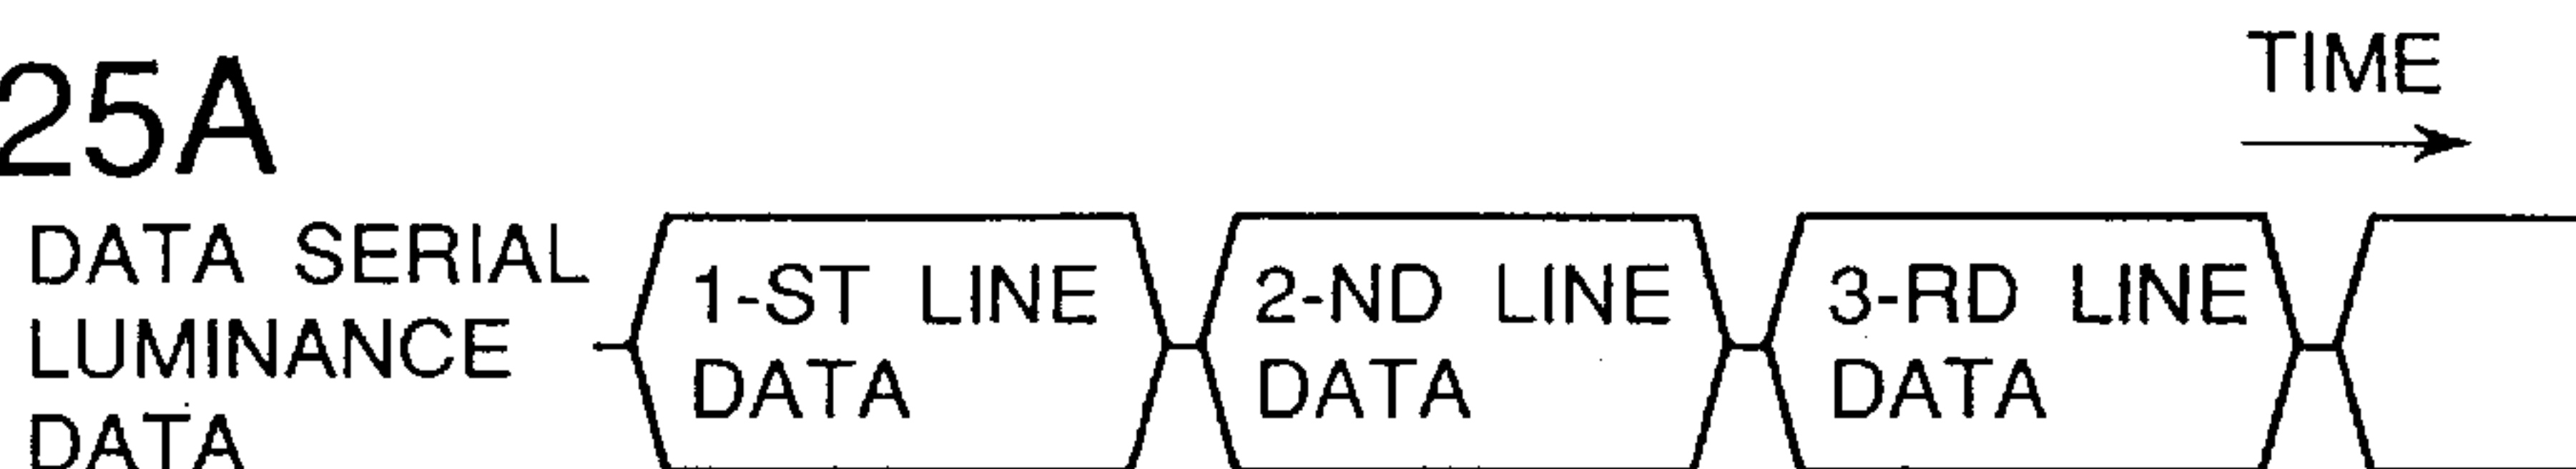 25A
TIME
DATA SERIAL
LUMINANCE
DATA
1-ST LINE
DATA
2-ND LINE
DATA
3-RD LINE
DATA